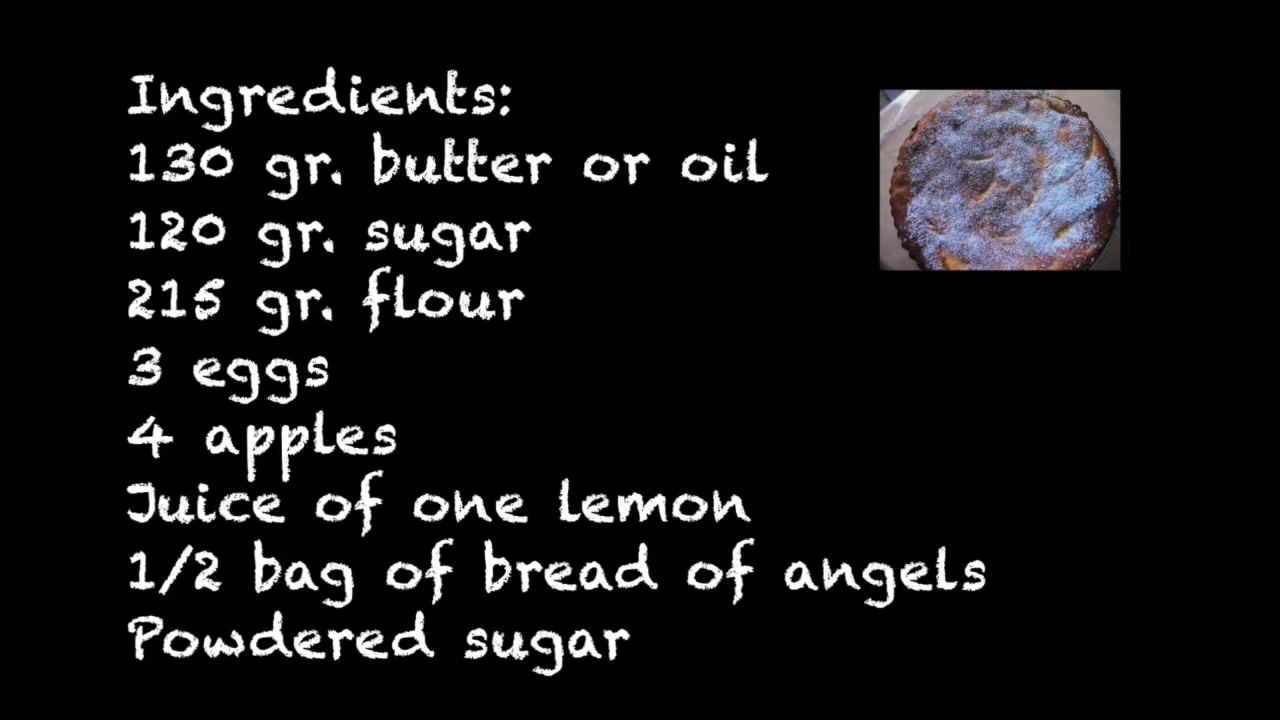 Ingredients:
130 gr. butter or oil
120 gr. sugar
215 gr. flour
3 eggs
4 apples
Juice of one lemon
1/2 bag of bread of angels
Powdered sugar